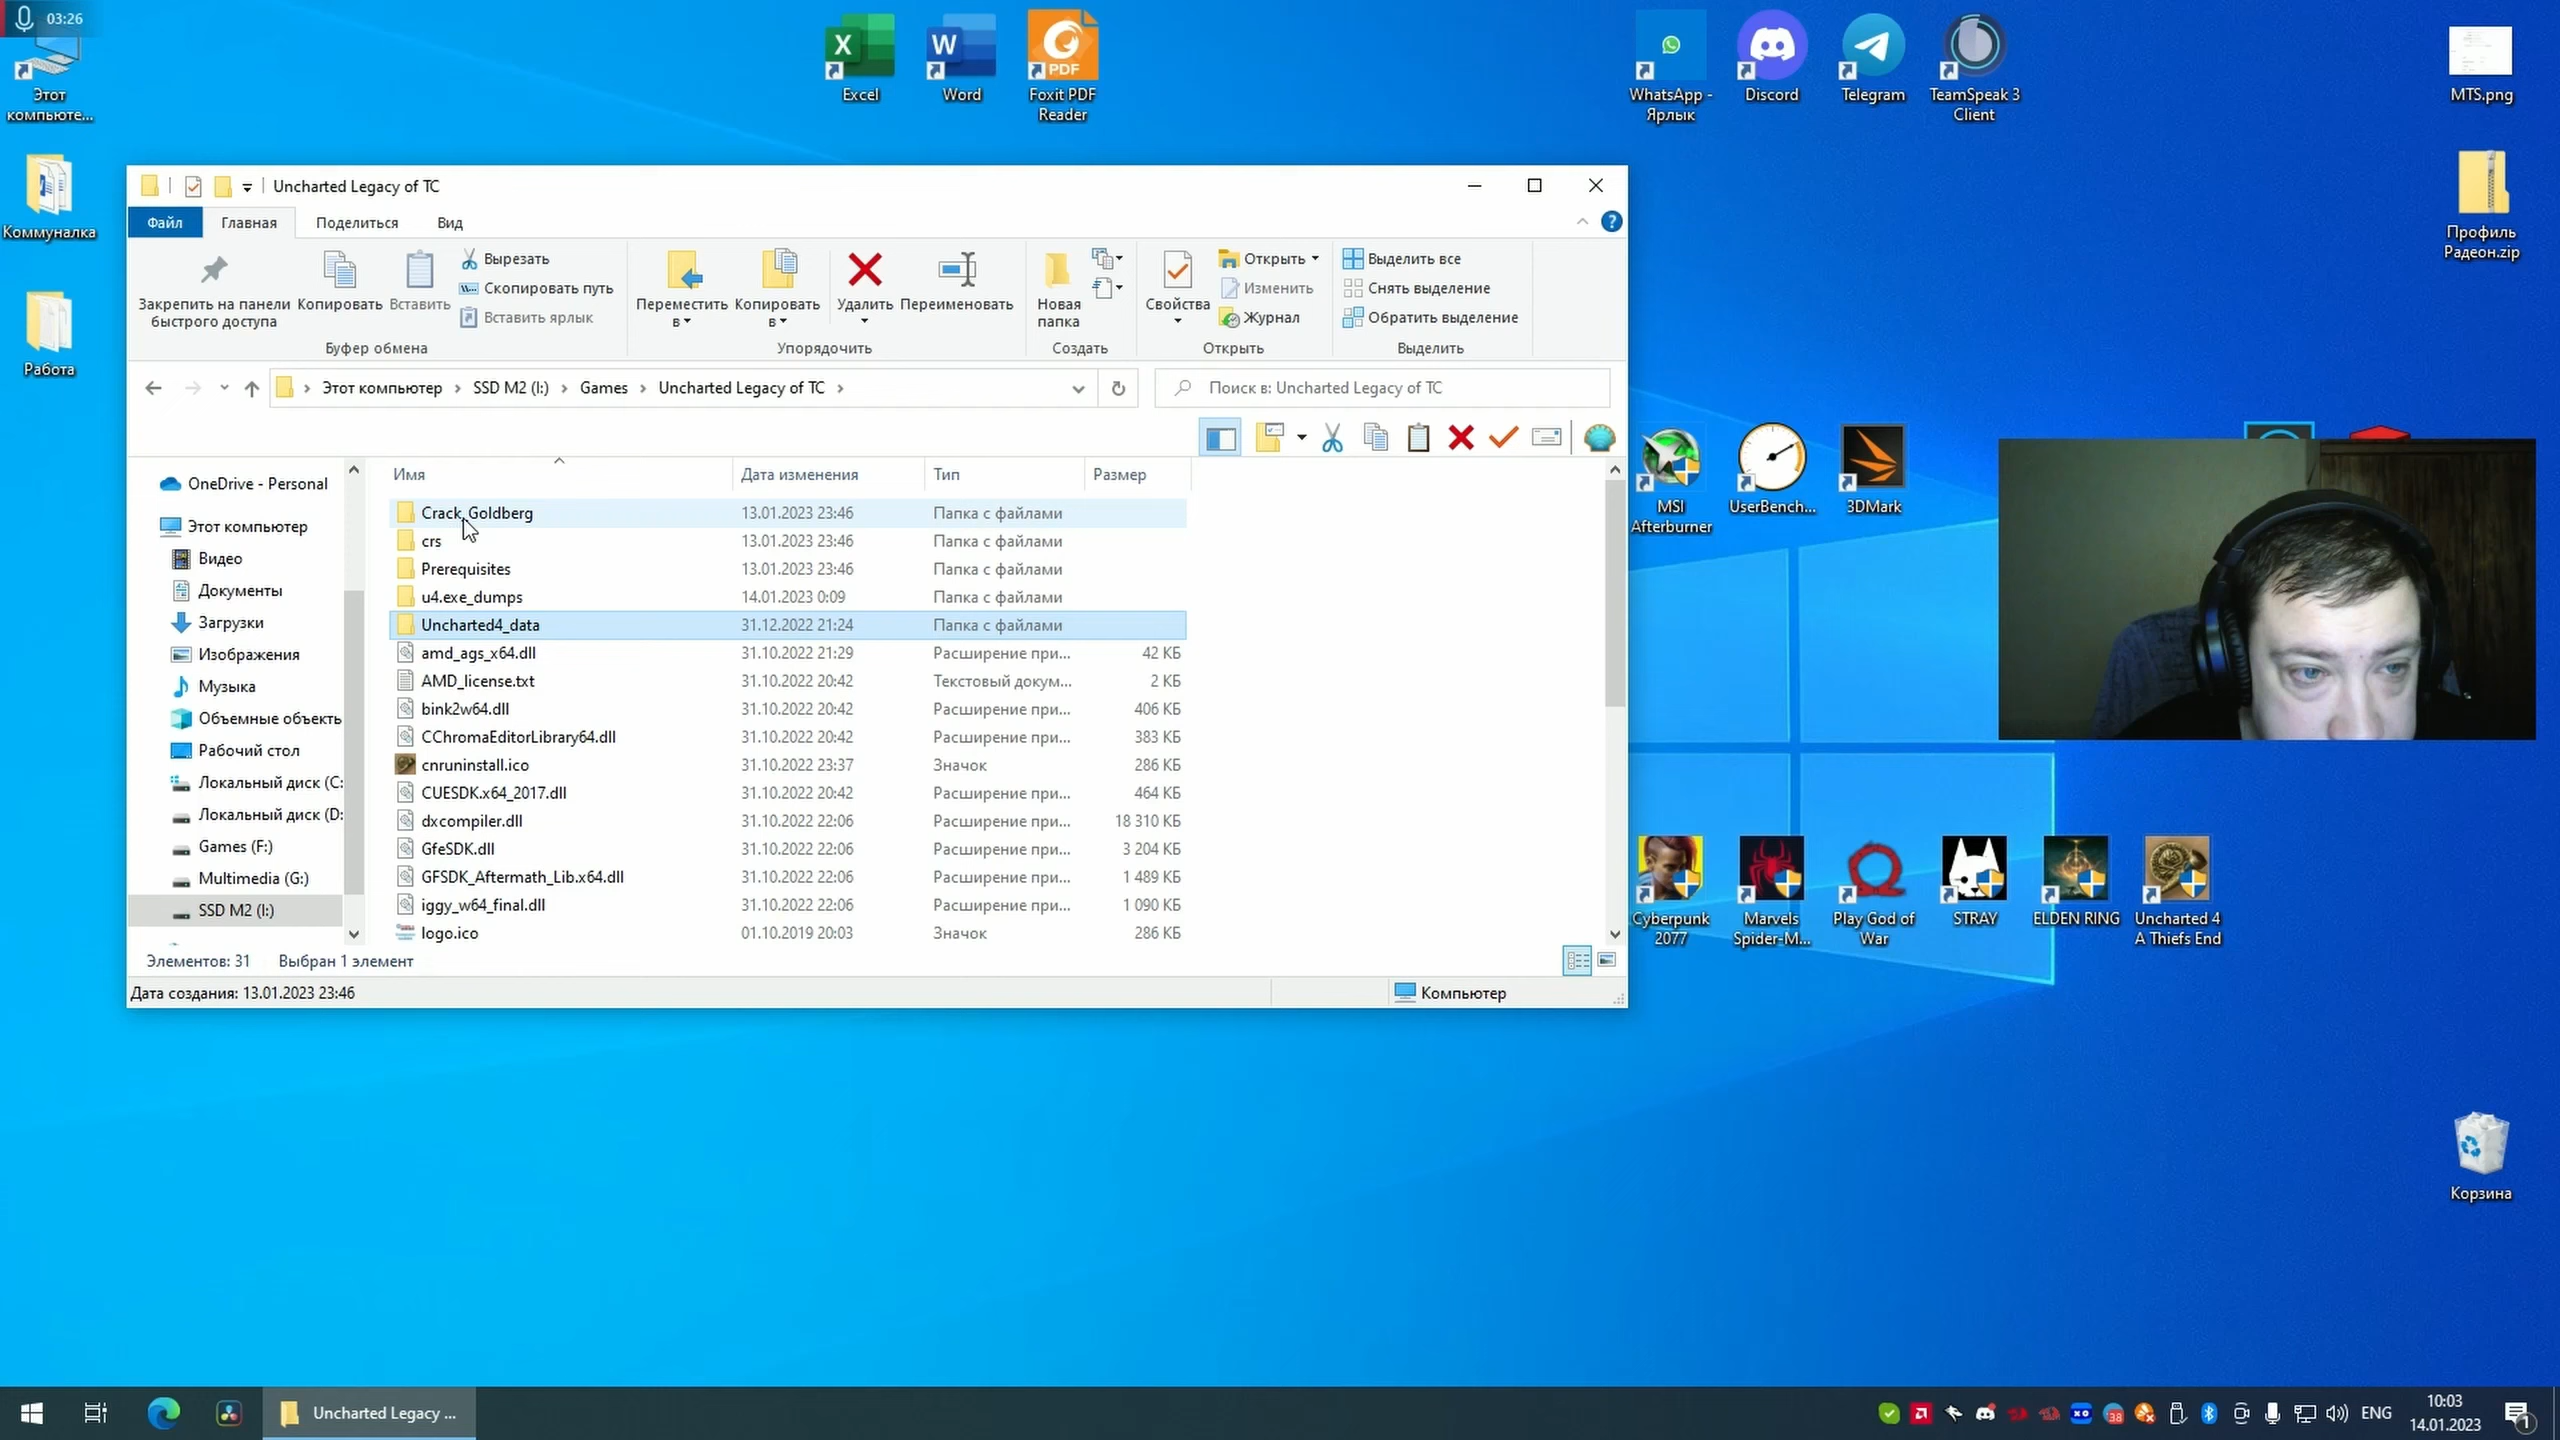 03:26
Этот
компьюте...
Коммуналка
Работа
Excel
Word
Foxit PDF
Reader
WhatsApp -
Ярлык
Discord
Telegram
TeamSpeak 3
Client
MTS.png
Профиль
Радеон.zip
Uncharted Legacy of TC
Файл
Главная
Поделиться
Вид
Закрепить на панели
быстрого доступа
Копировать
Вставить
Вырезать
Скопировать путь
Вставить ярлык
Буфер обмена
Переместить
в
Копировать
в
Удалить
Переименовать
Упорядочить
Новая
папка
Создать
Свойства
Открыть
Изменить
Журнал
Открыть
Выделить все
Снять выделение
Обратить выделение
Выделить
Этот компьютер › SSD M2 (I:) › Games › Uncharted Legacy of TC ›
Поиск в: Uncharted Legacy of TC
OneDrive - Personal
Этот компьютер
Видео
Документы
Загрузки
Изображения
Музыка
Объемные объекть
Рабочий стол
Локальный диск (C:
Локальный диск (D:
Games (F:)
Multimedia (G:)
SSD M2 (I:)
Имя Дата изменения Тип Размер
Crack_Goldberg 13.01.2023 23:46 Папка с файлами
crs 13.01.2023 23:46 Папка с файлами
Prerequisites 13.01.2023 23:46 Папка с файлами
u4.exe_dumps 14.01.2023 0:09 Папка с файлами
Uncharted4_data 31.12.2022 21:24 Папка с файлами
amd_ags_x64.dll 31.10.2022 21:29 Расширение при... 42 КБ
AMD_license.txt 31.10.2022 20:42 Текстовый докум... 2 КБ
bink2w64.dll 31.10.2022 20:42 Расширение при... 406 КБ
CChromaEditorLibrary64.dll 31.10.2022 20:42 Расширение при... 383 КБ
cnruninstall.ico 31.10.2022 23:37 Значок 286 КБ
CUESDK.x64_2017.dll 31.10.2022 20:42 Расширение при... 464 КБ
dxcompiler.dll 31.10.2022 22:06 Расширение при... 18 310 КБ
GfeSDK.dll 31.10.2022 22:06 Расширение при... 3 204 КБ
GFSDK_Aftermath_Lib.x64.dll 31.10.2022 22:06 Расширение при... 1 489 КБ
iggy_w64_final.dll 31.10.2022 22:06 Расширение при... 1 090 КБ
logo.ico 01.10.2019 20:03 Значок 286 КБ
Элементов: 31 Выбран 1 элемент
Дата создания: 13.01.2023 23:46
Компьютер
MSI
Afterburner
UserBench...
3DMark
Cyberpunk
2077
Marvels
Spider-M...
Play God of
War
STRAY
ELDEN RING
Uncharted 4
A Thiefs End
Корзина
Uncharted Legacy ...
38
ENG
10:03
14.01.2023
1